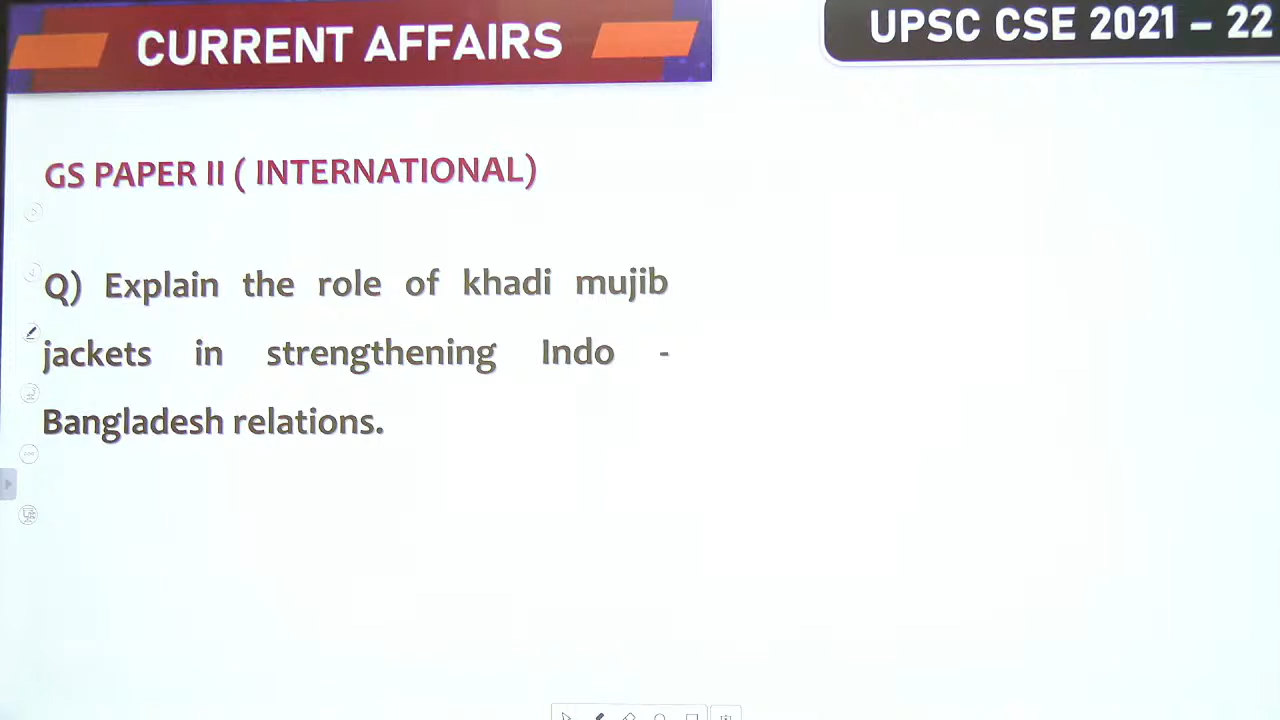 CURRENT AFFAIRS
UPSC CSE 2021 – 22
GS PAPER II ( INTERNATIONAL)
Q) Explain the role of khadi mujib
jackets in strengthening Indo -
Bangladesh relations.